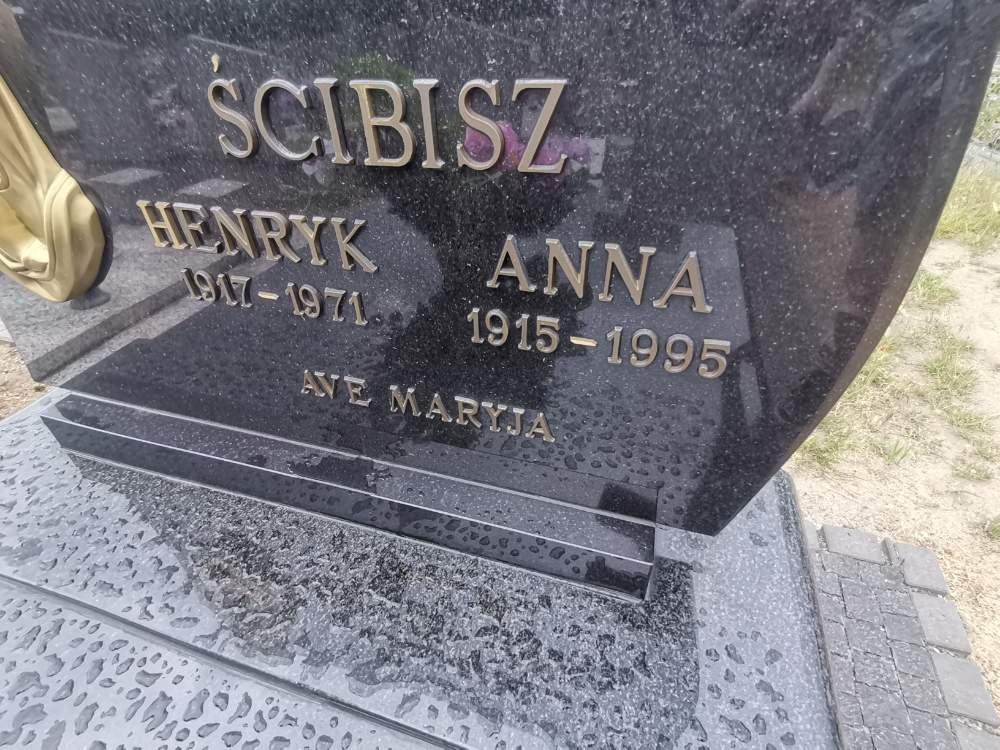 ŚCIBISZ
HENRYK ANNA
1917-1971 1915-1995
AVE MARYJA